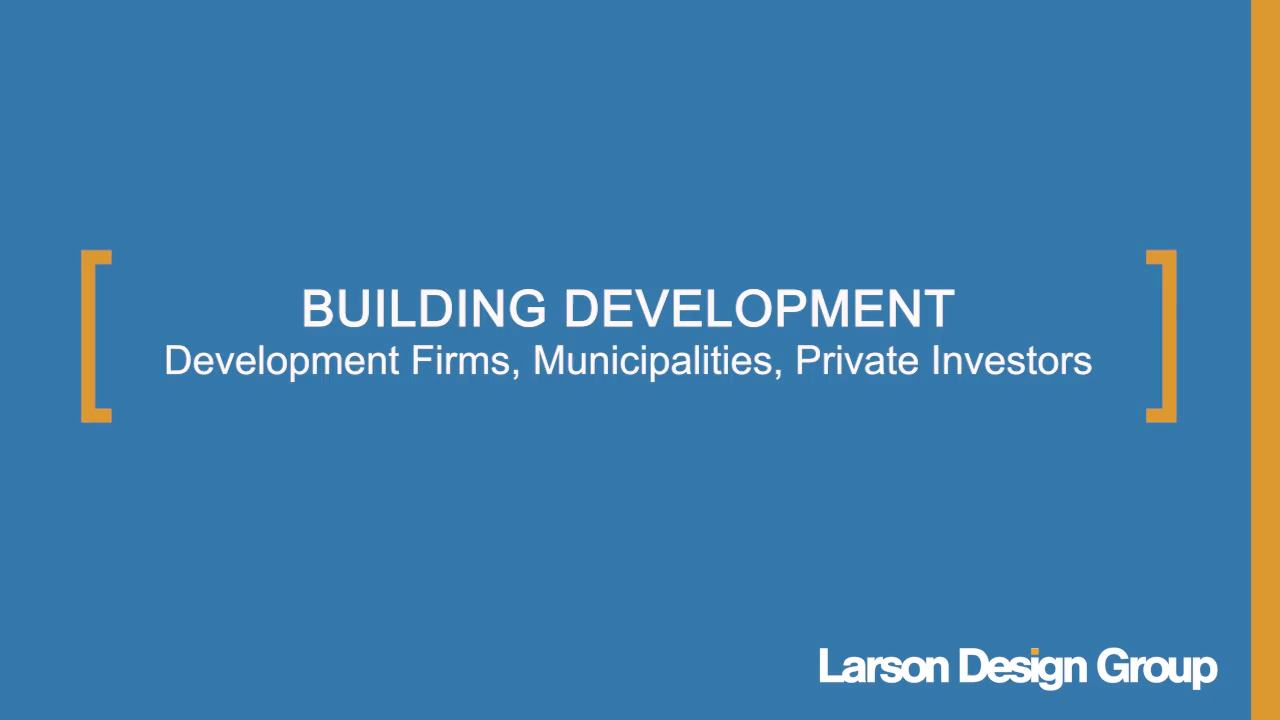 BUILDING DEVELOPMENT
Development Firms, Municipalities, Private Investors
Larson Design Group